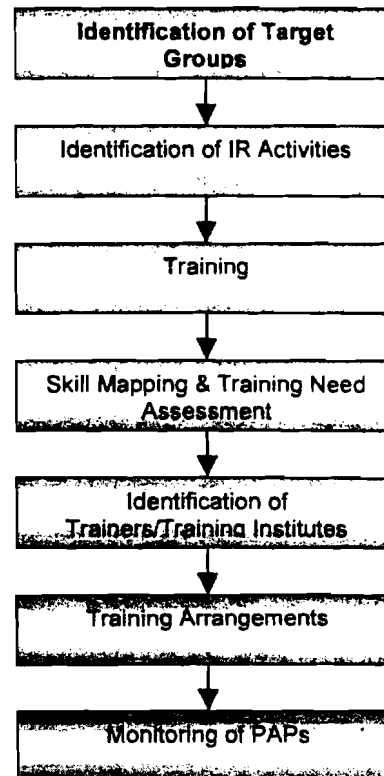 Identification of Target
Groups
Identification of IR Activities
Training
Skill Mapping & Training Need
Assessment
Identification of
Trainers/Training Institutes
Training Arrangements
Monitoring of PAPs